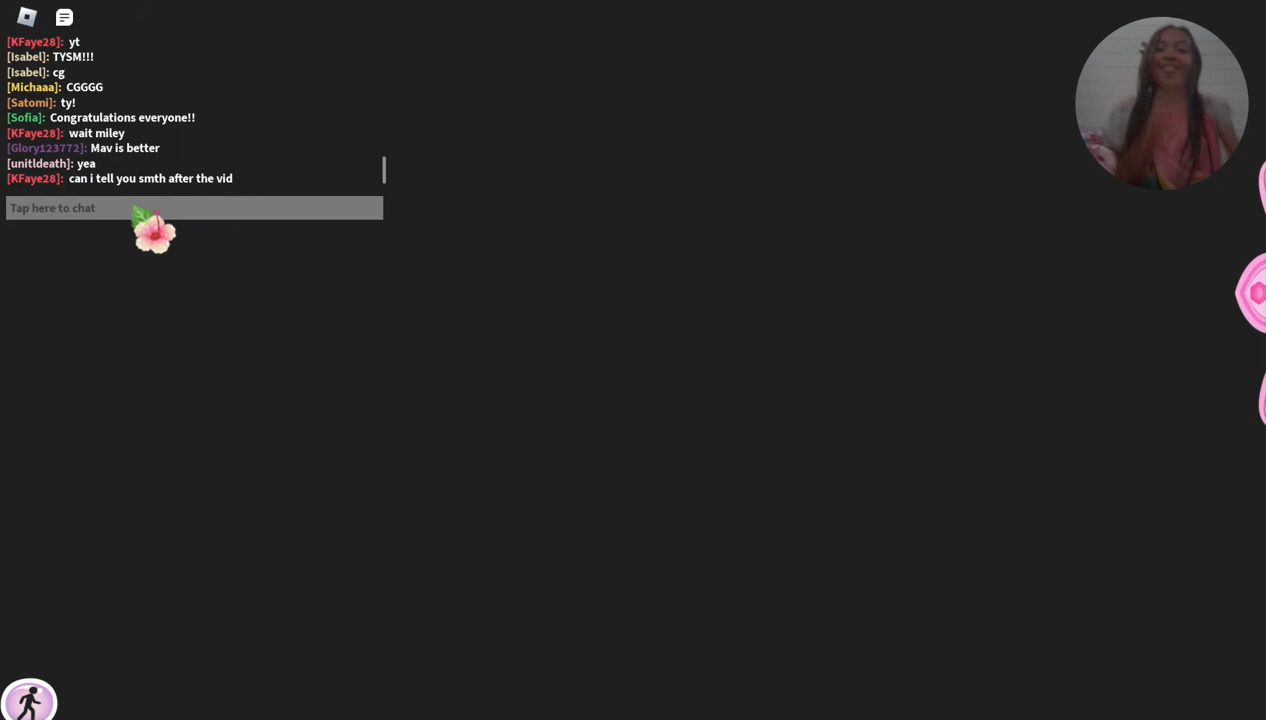 [KFaye28]: yt
[Isabel]: TYSM!!!
[Isabel]: cg
[Michaaa]: CGGGG
[Satomi]: ty!
[Sofia]: Congratulations everyone!!
[KFaye28]: wait miley
[Glory123772]: Mav is better
[unitldeath]: yea
[KFaye28]: can i tell you smth after the vid
Tap here to chat